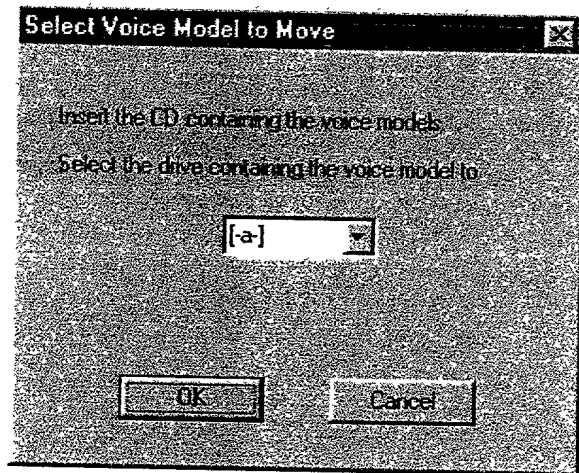 Select Voice Model to Move
Insert the CD containing the voice models
Select the drive containing the voice model to
[-a-]
OK
Cancel